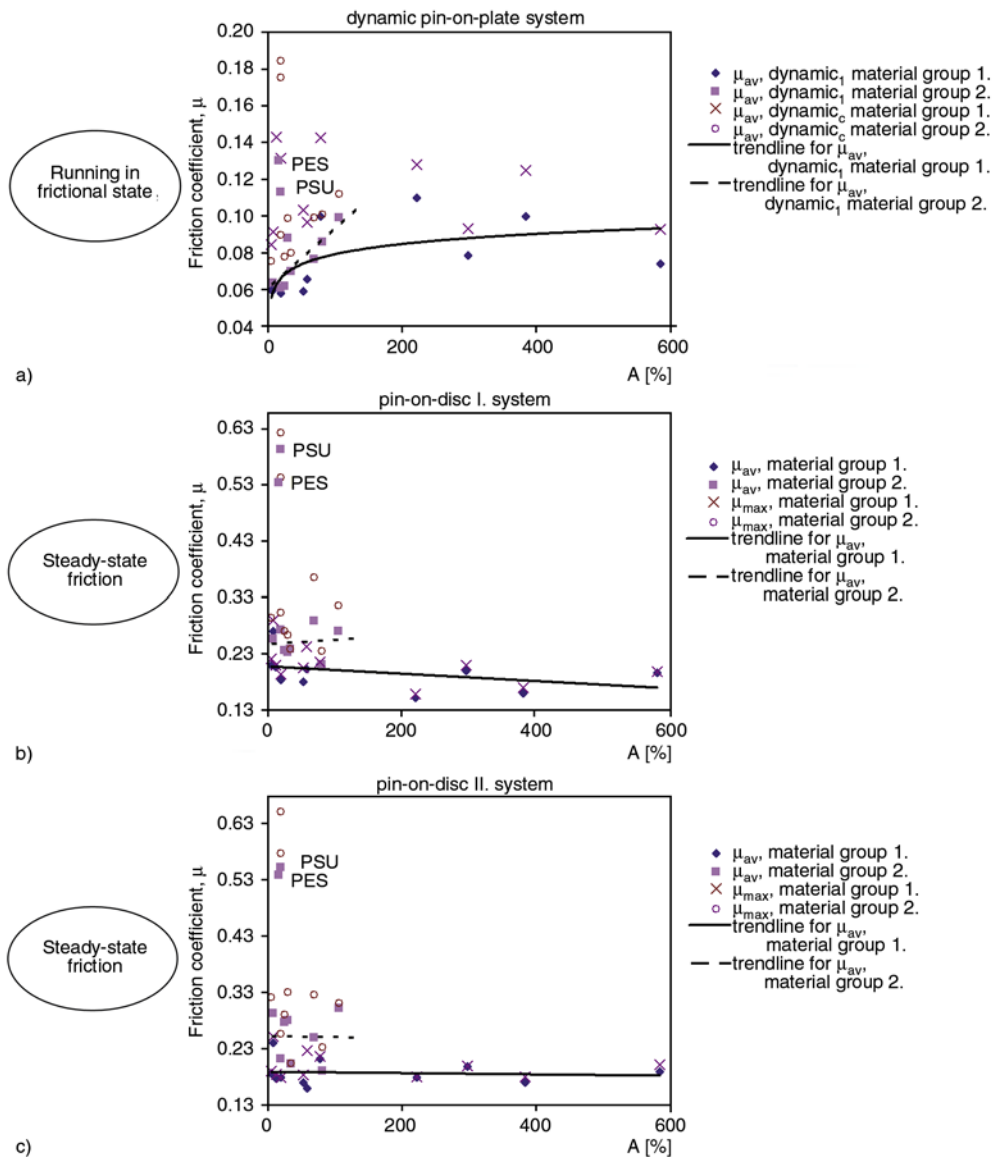 a)
dynamic pin-on-plate system
Running in
frictional state
Friction coefficient, μ
0.20
0.18
0.16
0.14
0.12
0.10
0.08
0.06
0.04
PES
PSU
0
200
400
600
A [%]
μav, dynamic1 material group 1.
μav, dynamic1 material group 2.
μav, dynamicc material group 1.
μav, dynamicc material group 2.
trendline for μav,
dynamic1 material group 1.
trendline for μav,
dynamic1 material group 2.
b)
pin-on-disc I. system
Steady-state
friction
Friction coefficient, μ
0.63
0.53
0.43
0.33
0.23
0.13
PSU
PES
0
200
400
600
A [%]
μav, material group 1.
μav, material group 2.
μmax, material group 1.
μmax, material group 2.
trendline for μav,
material group 1.
trendline for μav,
material group 2.
c)
pin-on-disc II. system
Steady-state
friction
Friction coefficient, μ
0.63
0.53
0.43
0.33
0.23
0.13
PSU
PES
0
200
400
600
A [%]
μav, material group 1.
μav, material group 2.
μmax, material group 1.
μmax, material group 2.
trendline for μav,
material group 1.
trendline for μav,
material group 2.